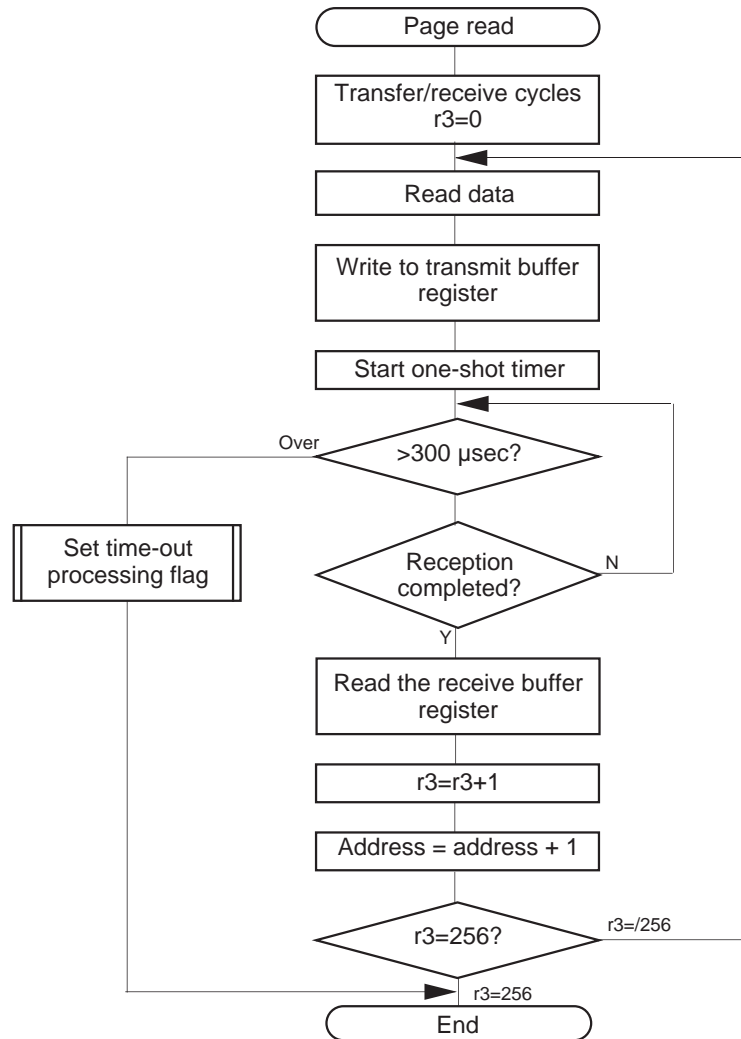 Page read
Transfer/receive cycles
r3=0
Read data
Write to transmit buffer
register
Start one-shot timer
Over
>300 µsec?
Set time-out
processing flag
Reception
completed?
N
Y
Read the receive buffer
register
r3=r3+1
Address = address + 1
r3=256?
r3=/256
r3=256
End